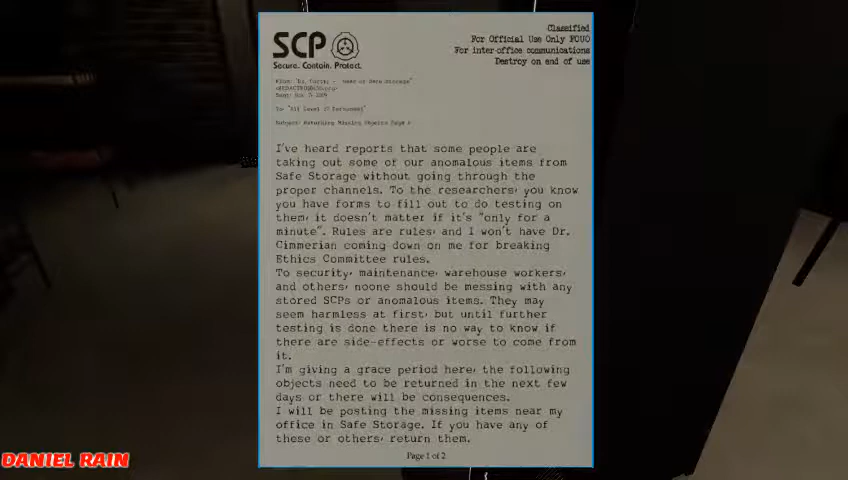 SCP
Secure. Contain. Protect.
Classified
For Official Use Only FOUO
For inter-office communications
Destroy on end of use
To: "All Level Personnel"
Subject: Returning Missing Objects Page
I've heard reports that some people are
taking out some of our anomalous items from
Safe Storage without going through the
proper channels. To the researchers, you know
you have forms to fill out to do testing on
them, it doesn't matter if it's "only for a
minute". Rules are rules, and I won't have Dr.
Cimmerian coming down on me for breaking
Ethics Committee rules.
To security, maintenance, warehouse workers,
and others, noone should be messing with any
stored SCPs or anomalous items. They may
seem harmless at first, but until further
testing is done there is no way to know if
there are side-effects or worse to come from
it.
I'm giving a grace period here, the following
objects need to be returned in the next few
days or there will be consequences.
I will be posting the missing items near my
office in Safe Storage. If you have any of
these or others, return them.
Page 1 of 2
DANIEL RAIN